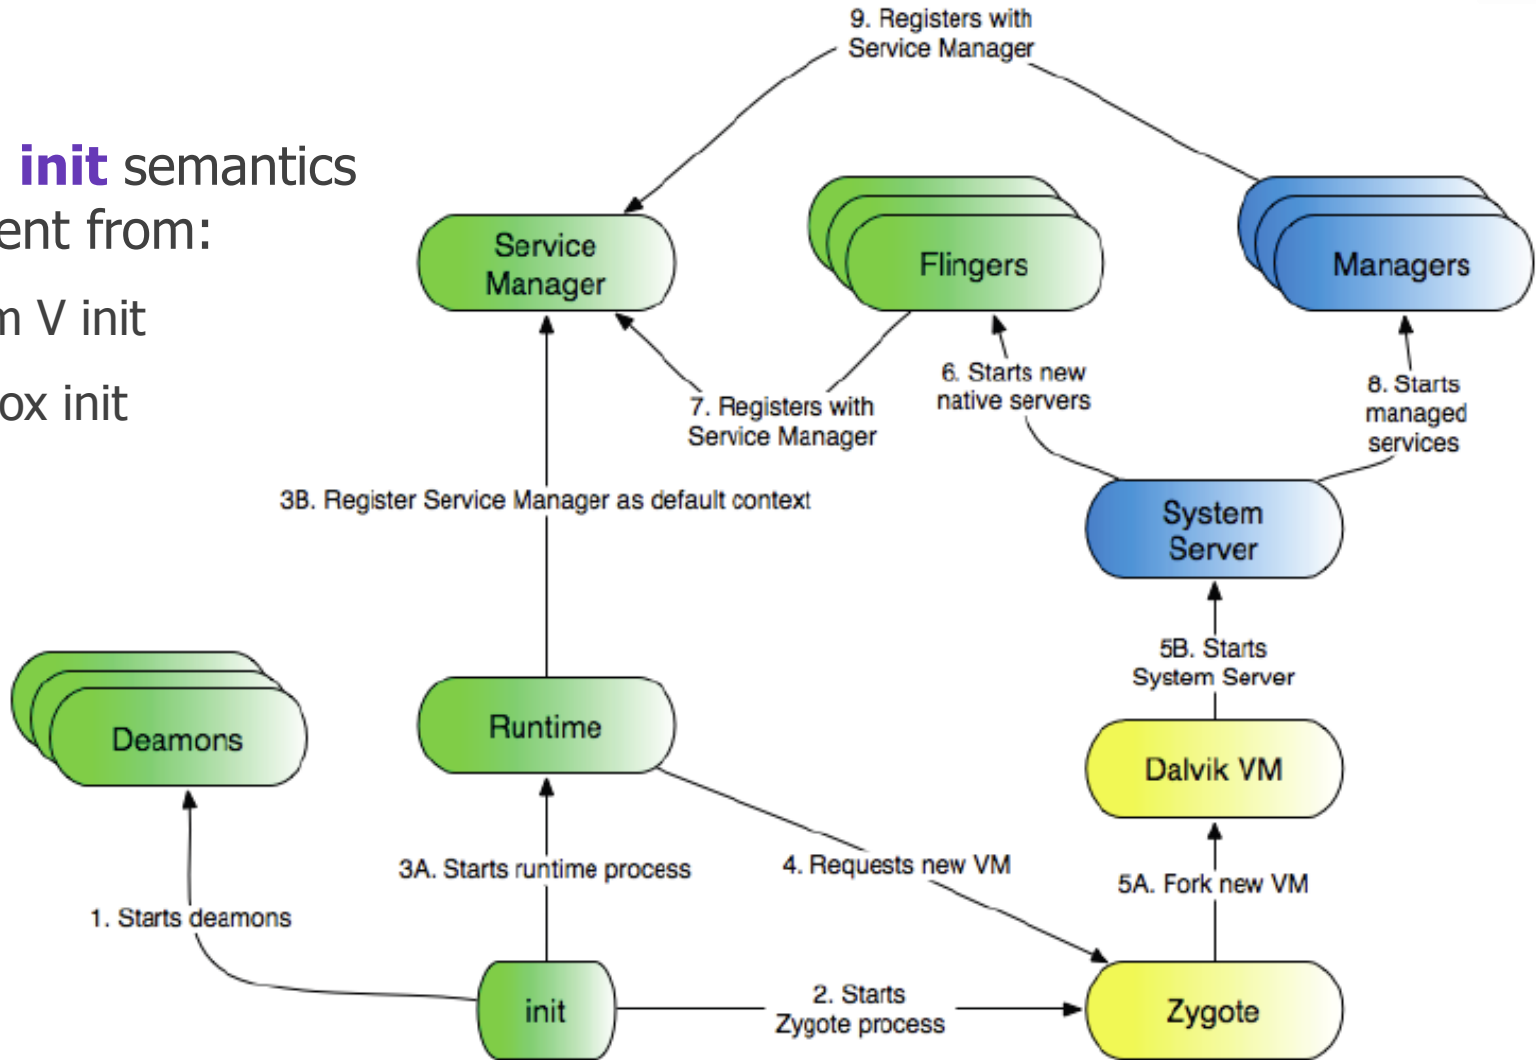 init semantics
ent from:
m V init
ox init
9. Registers with
Service Manager
Service
Manager
Flingers
Managers
6. Starts new
native servers
8. Starts
managed
services
7. Registers with
Service Manager
3B. Register Service Manager as default context
System
Server
5B. Starts
System Server
Deamons
Runtime
Dalvik VM
3A. Starts runtime process
4. Requests new VM
5A. Fork new VM
1. Starts deamons
init
2. Starts
Zygote process
Zygote